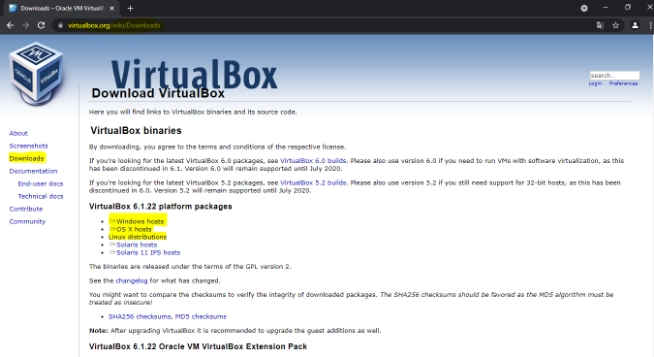 Downloads – Oracle VM VirtualB
virtualbox.org/wiki/Downloads
VirtualBox
search...
Login Preferences
About
Screenshots
Downloads
Documentation
End-user docs
Technical docs
Contribute
Community
Download VirtualBox
Here you will find links to VirtualBox binaries and its source code.
VirtualBox binaries
By downloading, you agree to the terms and conditions of the respective license.
If you're looking for the latest VirtualBox 6.0 packages, see VirtualBox 6.0 builds. Please also use version 6.0 if you need to run VMs with software virtualization, as this
has been discontinued in 6.1. Version 6.0 will remain supported until July 2020.
If you're looking for the latest VirtualBox 5.2 packages, see VirtualBox 5.2 builds. Please also use version 5.2 if you still need support for 32-bit hosts, as this has been
discontinued in 6.0. Version 5.2 will remain supported until July 2020.
VirtualBox 6.1.22 platform packages
Windows hosts
OS X hosts
Linux distributions
Solaris hosts
Solaris 11 IPS hosts
The binaries are released under the terms of the GPL version 2.
See the changelog for what has changed.
You might want to compare the checksums to verify the integrity of downloaded packages. The SHA256 checksums should be favored as the MD5 algorithm must be
treated as insecure!
SHA256 checksums, MD5 checksums
Note: After upgrading VirtualBox it is recommended to upgrade the guest additions as well.
VirtualBox 6.1.22 Oracle VM VirtualBox Extension Pack